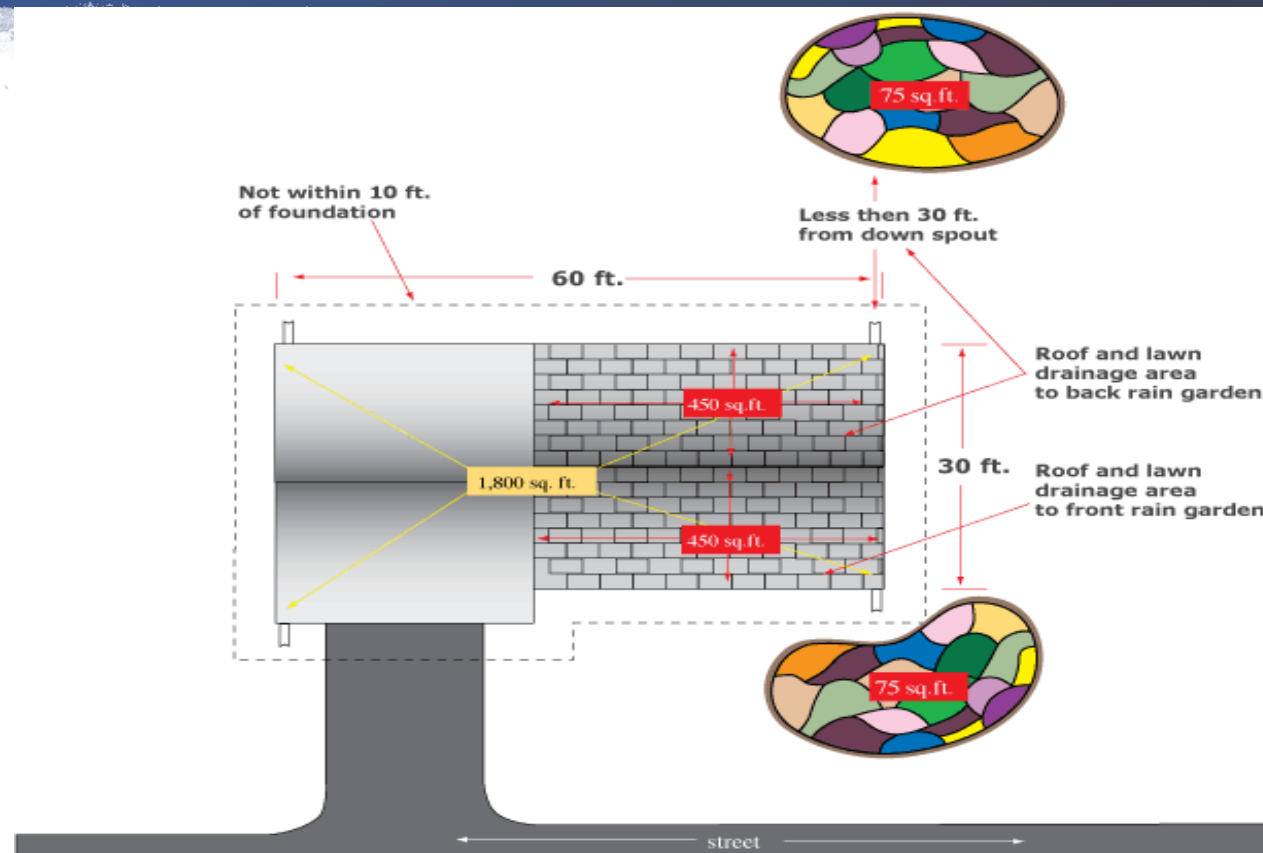 75 sq.ft.
Not within 10 ft.
of foundation
Less then 30 ft.
from down spout
60 ft.
Roof and lawn
drainage area
to back rain garden
450 sq.ft.
1,800 sq. ft.
30 ft.
Roof and lawn
drainage area
to front rain garden
450 sq.ft.
75 sq.ft.
street